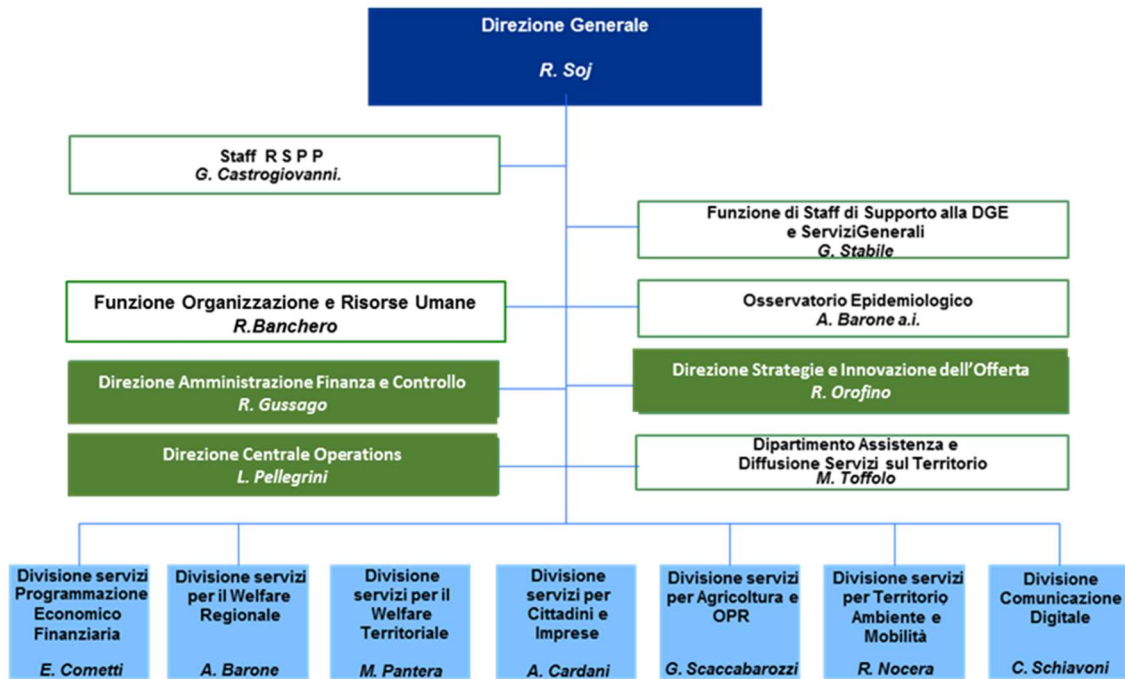 Direzione Generale
R. Soj
Staff R S P P
G. Castrogiovanni.
Funzione di Staff di Supporto alla DGE
e ServiziGenerali
G. Stabile
Funzione Organizzazione e Risorse Umane
R.Banchero
Osservatorio Epidemiologico
A. Barone a.i.
Direzione Amministrazione Finanza e Controllo
R. Gussago
Direzione Strategie e Innovazione dell'Offerta
R. Orofino
Direzione Centrale Operations
L. Pellegrini
Dipartimento Assistenza e
Diffusione Servizi sul Territorio
M. Toffolo
Divisione servizi
Programmazione
Economico
Finanziaria
E. Cometti
Divisione servizi
per il Welfare
Regionale
A. Barone
Divisione
servizi per il
Welfare
Territoriale
M. Pantera
Divisione
servizi per
Cittadini e
Imprese
A. Cardani
Divisione servizi
per Agricoltura e
OPR
G. Scaccabarozzi
Divisione servizi
per Territorio
Ambiente e
Mobilità
R. Nocera
Divisione
Comunicazione
Digitale
C. Schiavoni